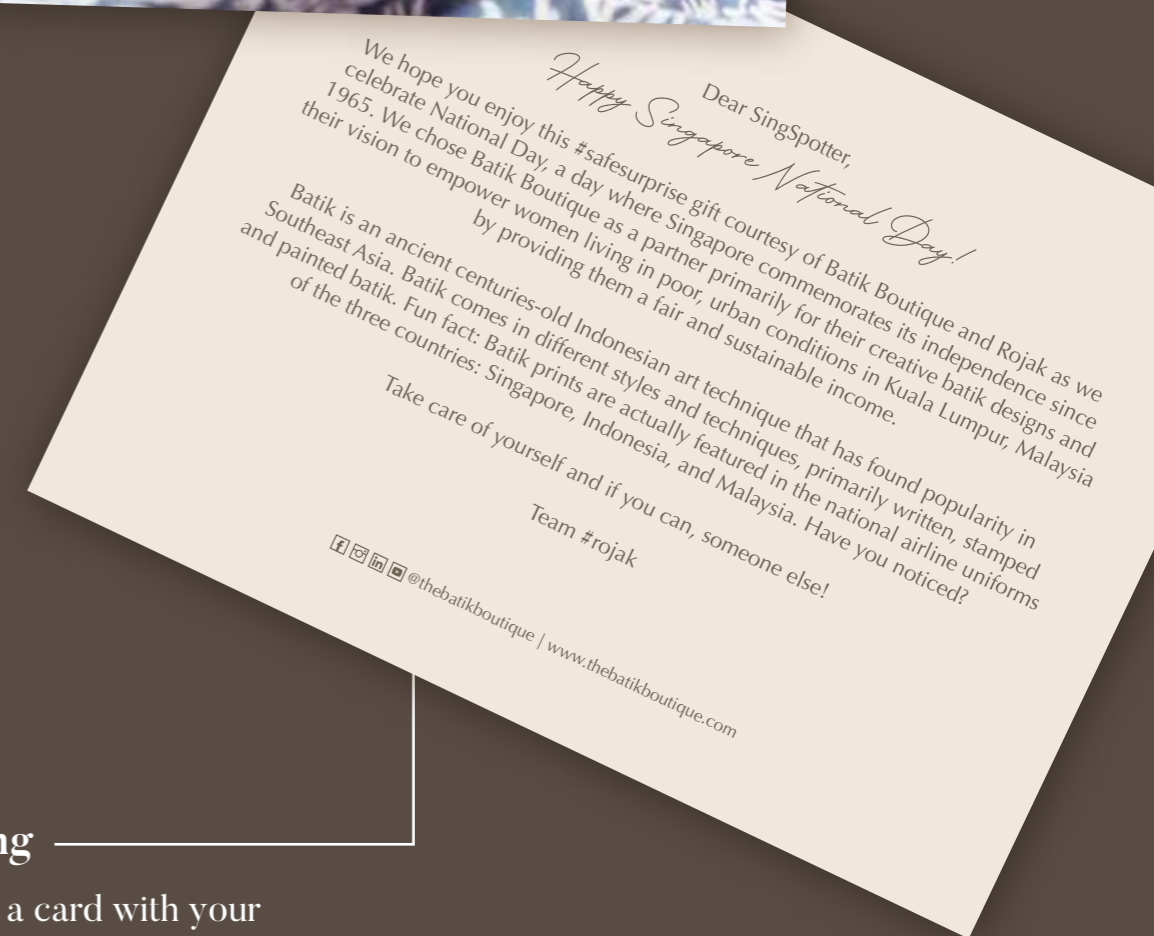 Dear SingSpotter,
Happy Singapore National Day!
We hope you enjoy this #safesurprise gift courtesy of Batik Boutique and Rojak as we
celebrate National Day, a day where Singapore commemorates its independence since
1965. We chose Batik Boutique as a partner primarily for their creative batik designs and
their vision to empower women living in poor, urban conditions in Kuala Lumpur, Malaysia
by providing them a fair and sustainable income.
Batik is an ancient centuries-old Indonesian art technique that has found popularity in
Southeast Asia. Batik comes in different styles and techniques, primarily written, stamped
and painted batik. Fun fact: Batik prints are actually featured in the national airline uniforms
of the three countries: Singapore, Indonesia, and Malaysia. Have you noticed?
Take care of yourself and if you can, someone else!
Team #rojak
@thebatikboutique | www.thebatikboutique.com
ng
a card with your